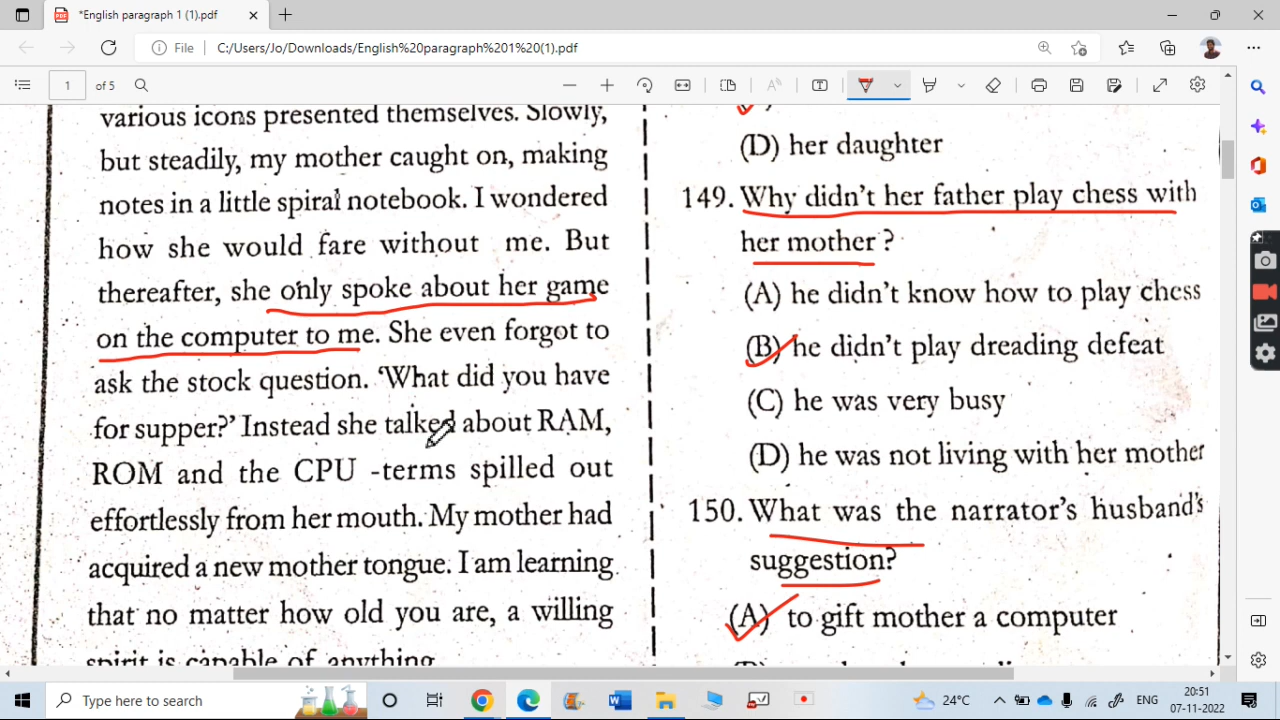 *English paragraph 1 (1).pdf
File
C:/Users/Jo/Downloads/English%20paragraph%201%20(1).pdf
1 of 5
various icons presented themselves. Slowly,
but steadily, my mother caught on, making
notes in a little spiral notebook. I wondered
how she would fare without me. But
thereafter, she only spoke about her game
on the computer to me. She even forgot to
ask the stock question. 'What did you have
for supper?' Instead she talked about RAM,
ROM and the CPU -terms spilled out
effortlessly from her mouth. My mother had
acquired a new mother tongue. I am learning
that no matter how old you are, a willing
spirit is capable of anything
(D) her daughter
149. Why didn't her father play chess with
her mother ?
(A) he didn't know how to play chess
(B) he didn't play dreading defeat
(C) he was very busy
(D) he was not living with her mother
150. What was the narrator's husband's
suggestion?
(A) to gift mother a computer
Type here to search
24°C
ENG
20:51
07-11-2022